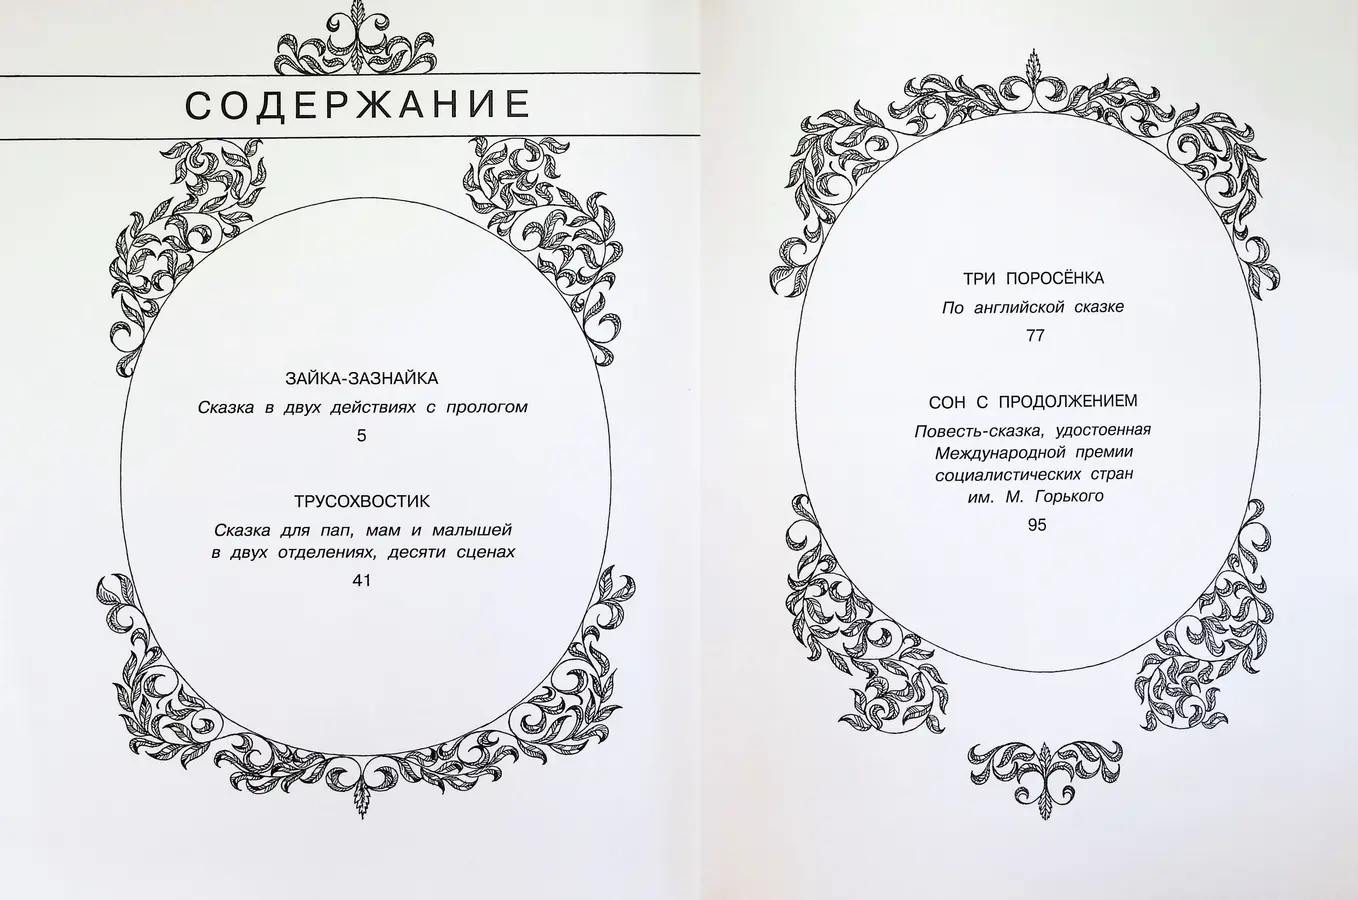 СОДЕРЖАНИЕ
ЗАЙКА-ЗАЗНАЙКА
Сказка в двух действиях с прологом
5
ТРУСОХВОСТИК
Сказка для пап, мам и малышей
в двух отделениях, десяти сценах
41
ТРИ ПОРОСЁНКА
По английской сказке
77
СОН С ПРОДОЛЖЕНИЕМ
Повесть-сказка, удостоенная
Международной премии
социалистических стран
им. М. Горького
95